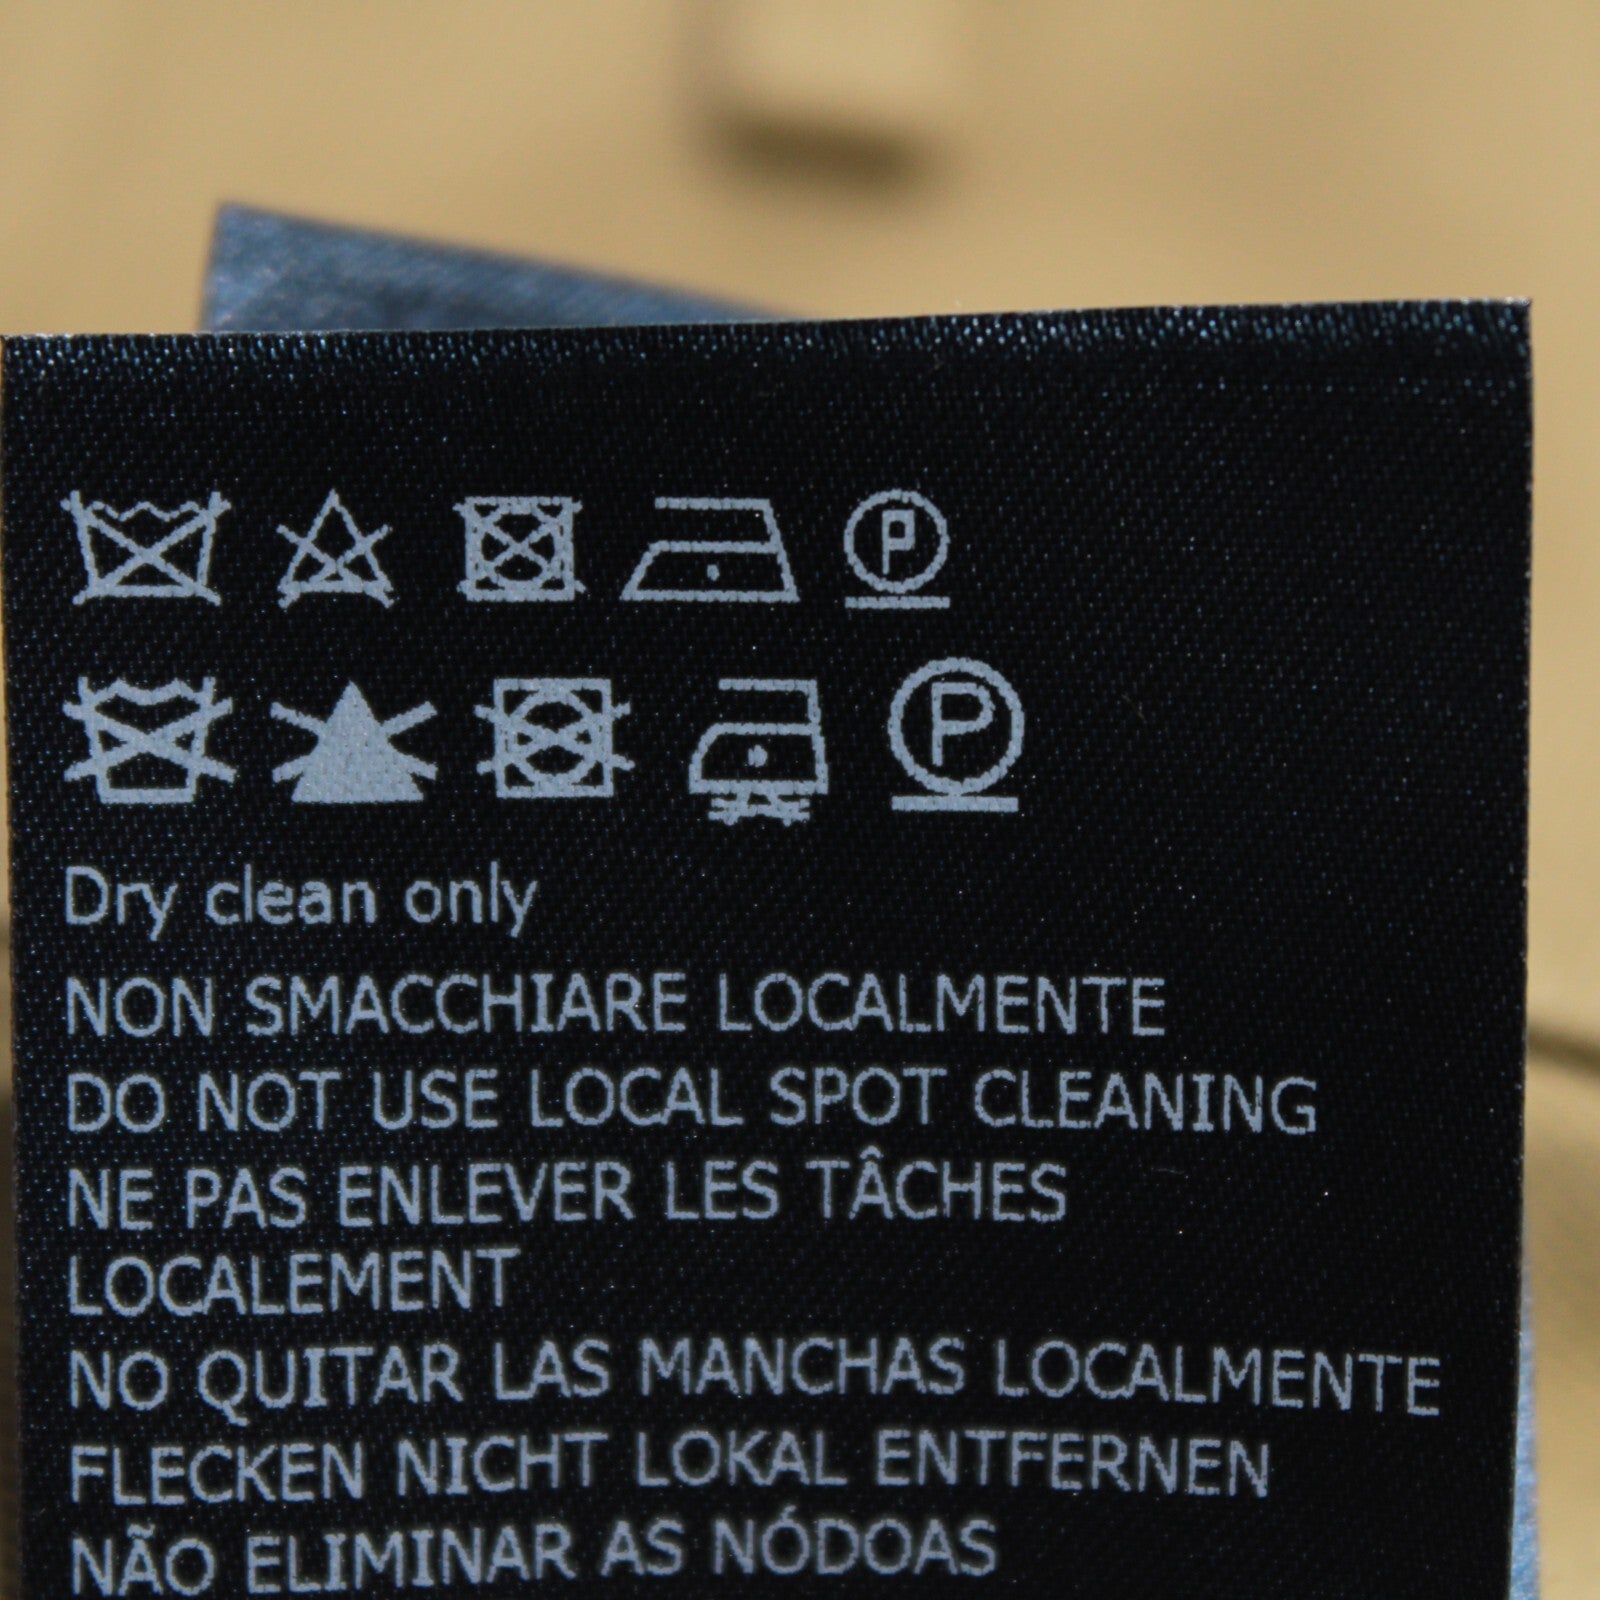 P
P
Dry clean only
NON SMACCHIARE LOCALMENTE
DO NOT USE LOCAL SPOT CLEANING
NE PAS ENLEVER LES TÂCHES
LOCALEMENT
NO QUITAR LAS MANCHAS LOCALMENTE
FLECKEN NICHT LOKAL ENTFERNEN
NÃO ELIMINAR AS NÓDOAS